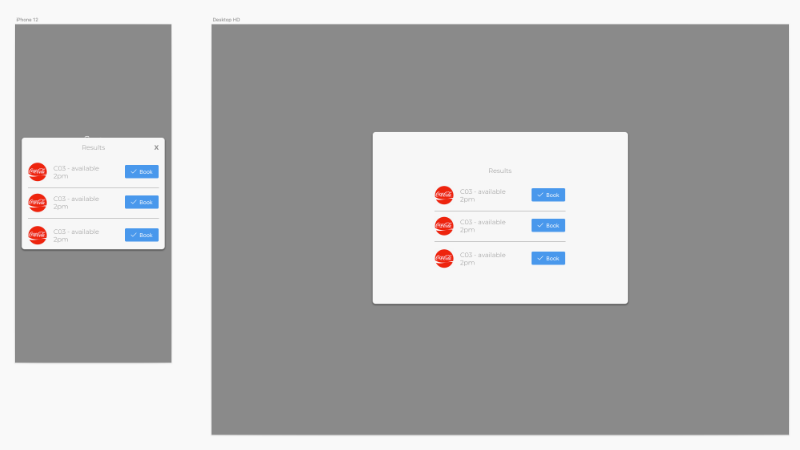 iPhone 12
Results
X
Coca-Cola
C03 - available
2pm
Book
Coca-Cola
C03 - available
2pm
Book
Coca-Cola
C03 - available
2pm
Book
Desktop HD
Results
Coca-Cola
C03 - available
2pm
Book
Coca-Cola
C03 - available
2pm
Book
Coca-Cola
C03 - available
2pm
Book